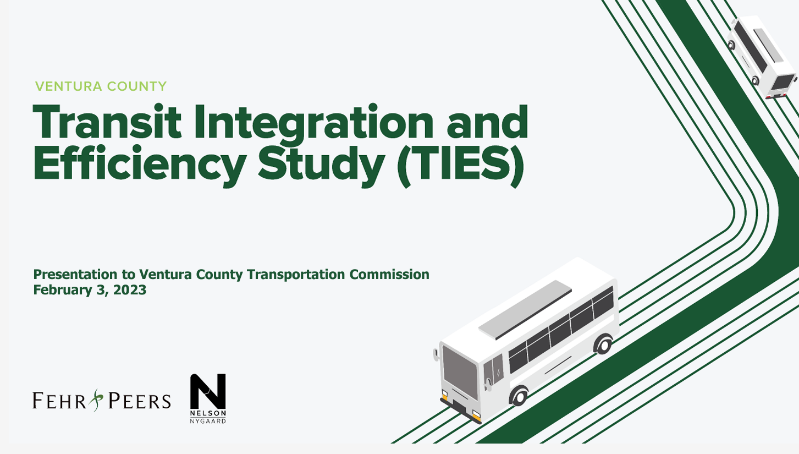 VENTURA COUNTY
Transit Integration and
Efficiency Study (TIES)
Presentation to Ventura County Transportation Commission
February 3, 2023
FEHR PEERS
N
NELSON
NYGAARD